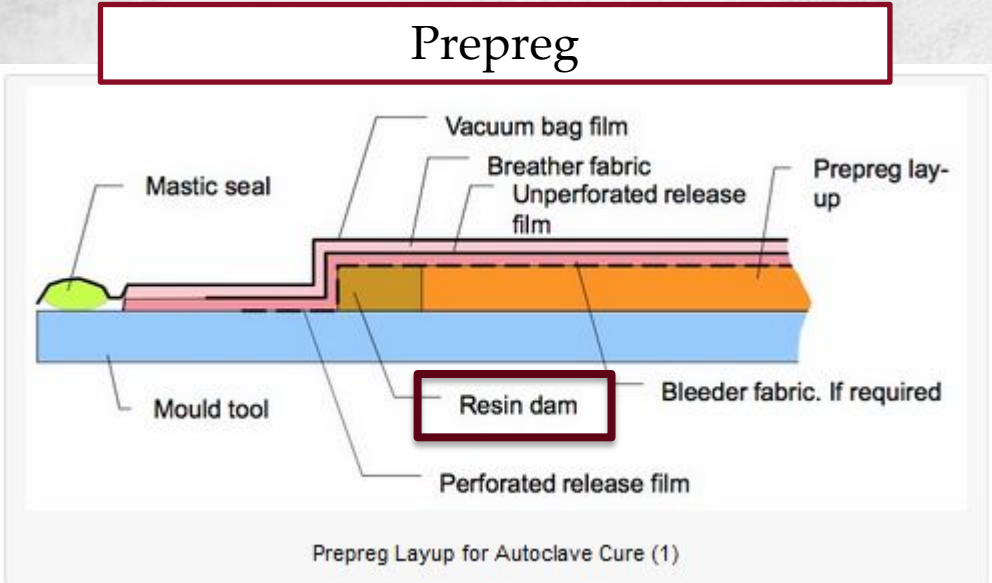 Prepreg
Vacuum bag film
Breather fabric
Unperforated release
film
Prepreg lay-
up
Mastic seal
Mould tool
Resin dam
Bleeder fabric. If required
Perforated release film
Prepreg Layup for Autoclave Cure (1)